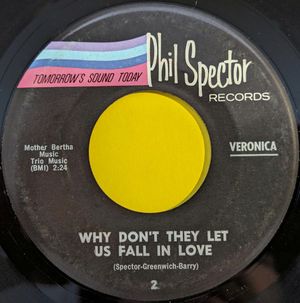 Phil Spector
RECORDS
TOMORROW'S SOUND TODAY
Mother Bertha
Music
Trio Music
(BMI) 2:24
VERONICA
WHY DON'T THEY LET
US FALL IN LOVE
(Spector-Greenwich-Barry)
2